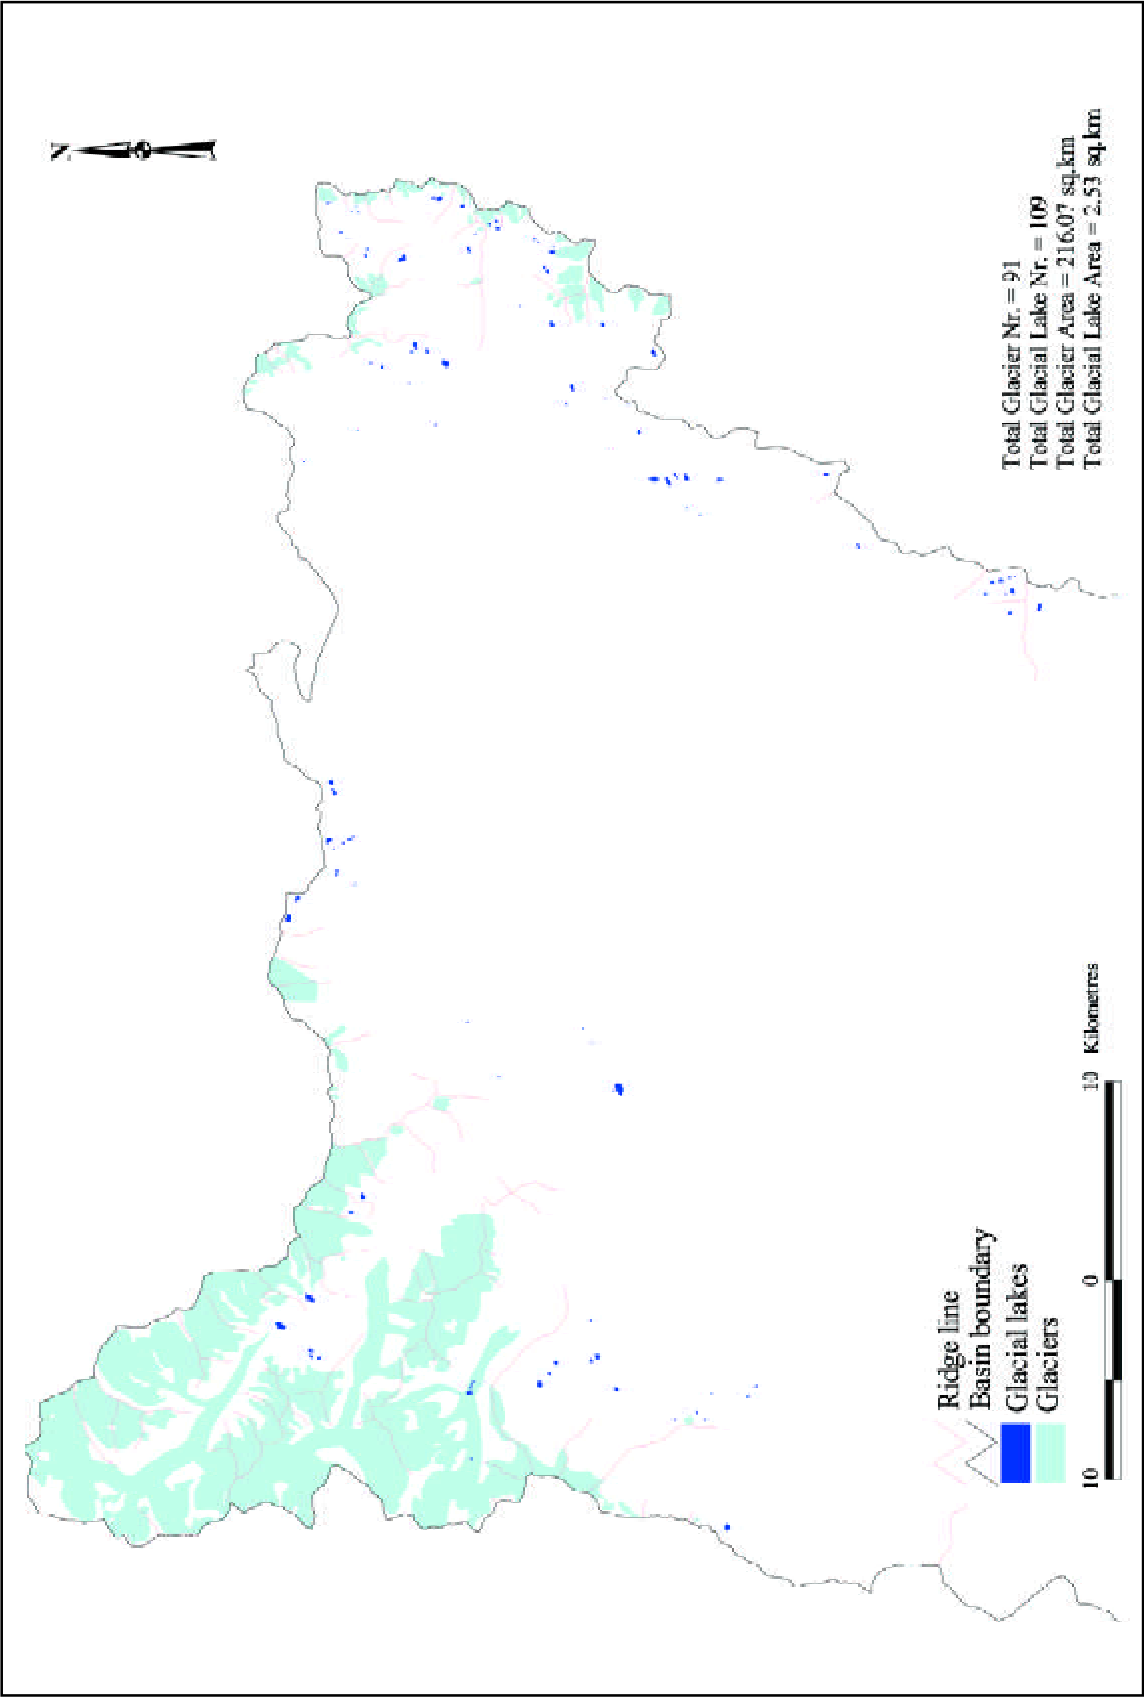 N
Total Glacier Nr. = 91
Total Glacial Lake Nr. = 109
Total Glacier Area = 216.07 sq.km
Total Glacial Lake Area = 2.53 sq.km
Ridge line
Basin boundary
Glacial lakes
Glaciers
10 0 10 Kilometres